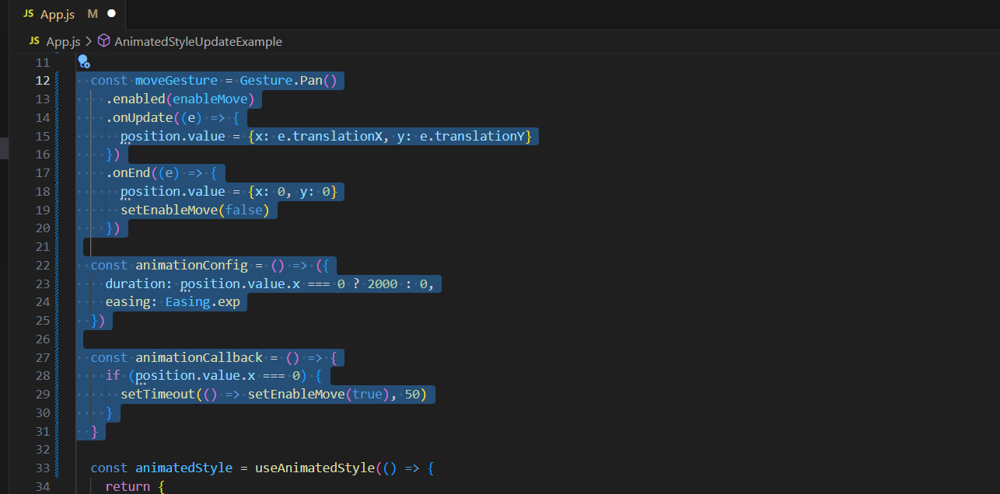 JS App.js M
JS App.js > AnimatedStyleUpdateExample
11
12 const moveGesture = Gesture.Pan()
13 .enabled(enableMove)
14 .onUpdate((e) => {
15 position.value = {x: e.translationX, y: e.translationY}
16 })
17 .onEnd((e) => {
18 position.value = {x: 0, y: 0}
19 setEnableMove(false)
20 })
21
22 const animationConfig = () => ({
23 duration: position.value.x === 0 ? 2000 : 0,
24 easing: Easing.exp
25 })
26
27 const animationCallback = () => {
28 if (position.value.x === 0) {
29 setTimeout(() => setEnableMove(true), 50)
30 }
31 }
32
33 const animatedStyle = useAnimatedStyle(() => {
34 return {